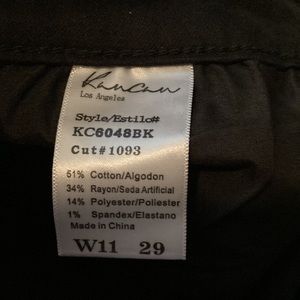 Kancan
Los Angeles
Style/Estilo#
KC6048BK
Cut#1093
51% Cotton/Algodon
34% Rayon/Seda Artificial
14% Polyester/Poliester
1% Spandex/Elastano
Made in China
W11 29